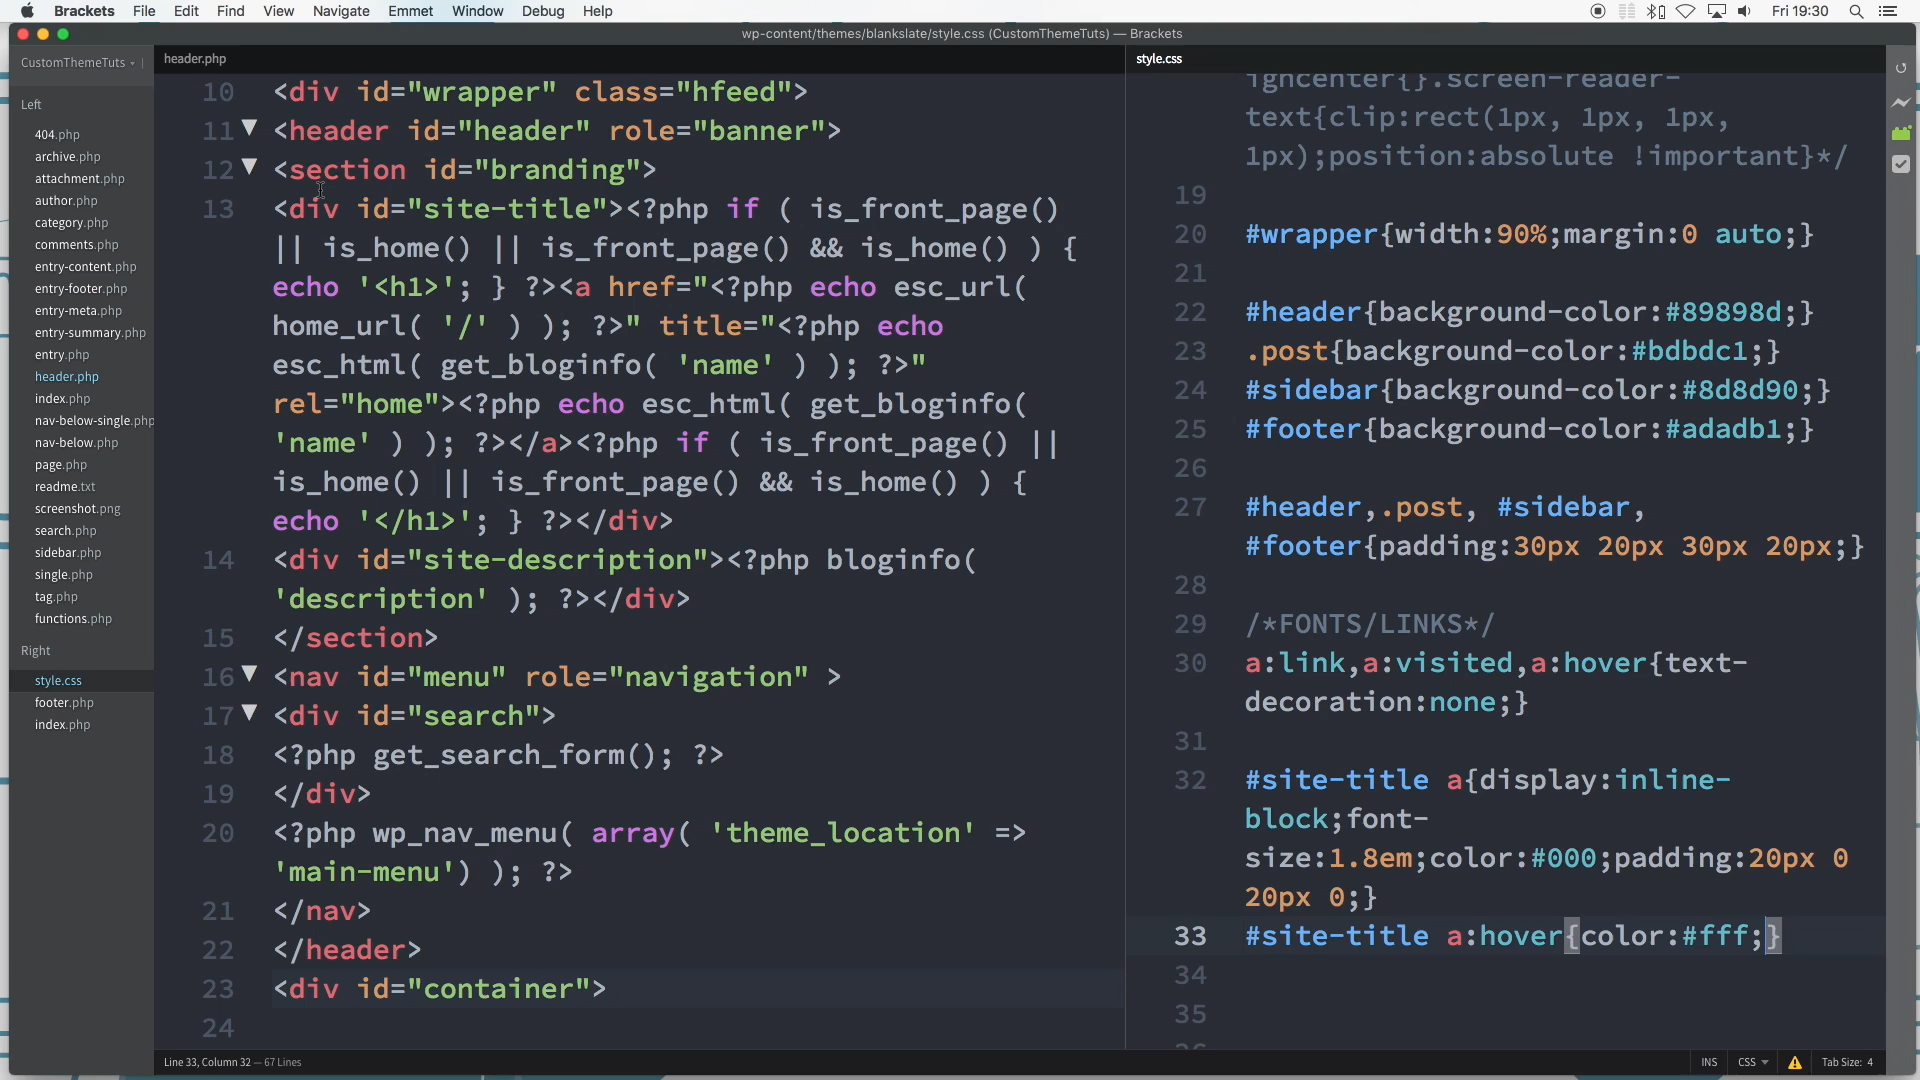 Brackets File Edit Find View Navigate Emmet Window Debug Help Fri 19:30
wp-content/themes/blankslate/style.css (CustomThemeTuts) — Brackets
CustomThemeTuts
Left
404.php
archive.php
attachment.php
author.php
category.php
comments.php
entry-content.php
entry-footer.php
entry-meta.php
entry-summary.php
entry.php
header.php
index.php
nav-below-single.php
nav-below.php
page.php
readme.txt
screenshot.png
search.php
sidebar.php
single.php
tag.php
functions.php
Right
style.css
footer.php
index.php
header.php
10 <div id="wrapper" class="hfeed">
11 <header id="header" role="banner">
12 <section id="branding">
13 <div id="site-title"><?php if ( is_front_page()
|| is_home() || is_front_page() && is_home() ) {
echo '<h1>'; } ?><a href="<?php echo esc_url(
home_url( '/' ) ); ?>" title="<?php echo
esc_html( get_bloginfo( 'name' ) ); ?>"
rel="home"><?php echo esc_html( get_bloginfo(
'name' ) ); ?></a><?php if ( is_front_page() ||
is_home() || is_front_page() && is_home() ) {
echo '</h1>'; } ?></div>
14 <div id="site-description"><?php bloginfo(
'description' ); ?></div>
15 </section>
16 <nav id="menu" role="navigation" >
17 <div id="search">
18 <?php get_search_form(); ?>
19 </div>
20 <?php wp_nav_menu( array( 'theme_location' =>
'main-menu') ); ?>
21 </nav>
22 </header>
23 <div id="container">
24
style.css
igncenter{}.screen-reader-
text{clip:rect(1px, 1px, 1px,
1px);position:absolute !important}*/
19
20 #wrapper{width:90%;margin:0 auto;}
21
22 #header{background-color:#89898d;}
23 .post{background-color:#bdbdc1;}
24 #sidebar{background-color:#8d8d90;}
25 #footer{background-color:#adadb1;}
26
27 #header,.post, #sidebar,
#footer{padding:30px 20px 30px 20px;}
28
29 /*FONTS/LINKS*/
30 a:link,a:visited,a:hover{text-
decoration:none;}
31
32 #site-title a{display:inline-
block;font-
size:1.8em;color:#000;padding:20px 0
20px 0;}
33 #site-title a:hover{color:#fff;}
34
35
36
Line 33, Column 32 — 67 Lines
INS CSS Tab Size: 4